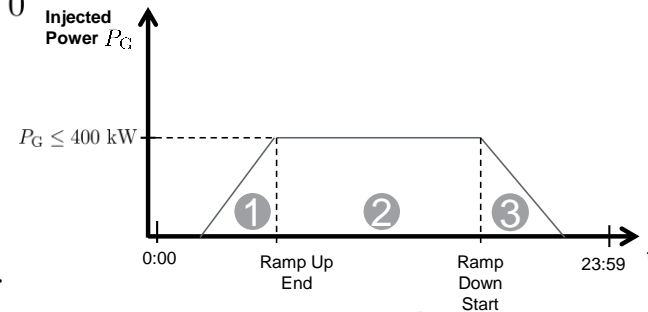 0
Injected
Power P_G
P_G ≤ 400 kW
1 2 3
0:00 Ramp Up End Ramp Down Start 23:59